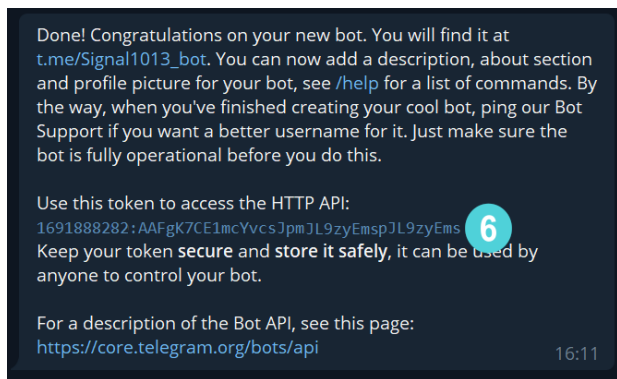 Done! Congratulations on your new bot. You will find it at
t.me/Signal1013_bot. You can now add a description, about section
and profile picture for your bot, see /help for a list of commands. By
the way, when you've finished creating your cool bot, ping our Bot
Support if you want a better username for it. Just make sure the
bot is fully operational before you do this.
Use this token to access the HTTP API:
1691888282:AAFgK7CE1mcYvcsJpmJL9zyEmspJL9zyEms 6
Keep your token secure and store it safely, it can be used by
anyone to control your bot.
For a description of the Bot API, see this page:
https://core.telegram.org/bots/api
16:11